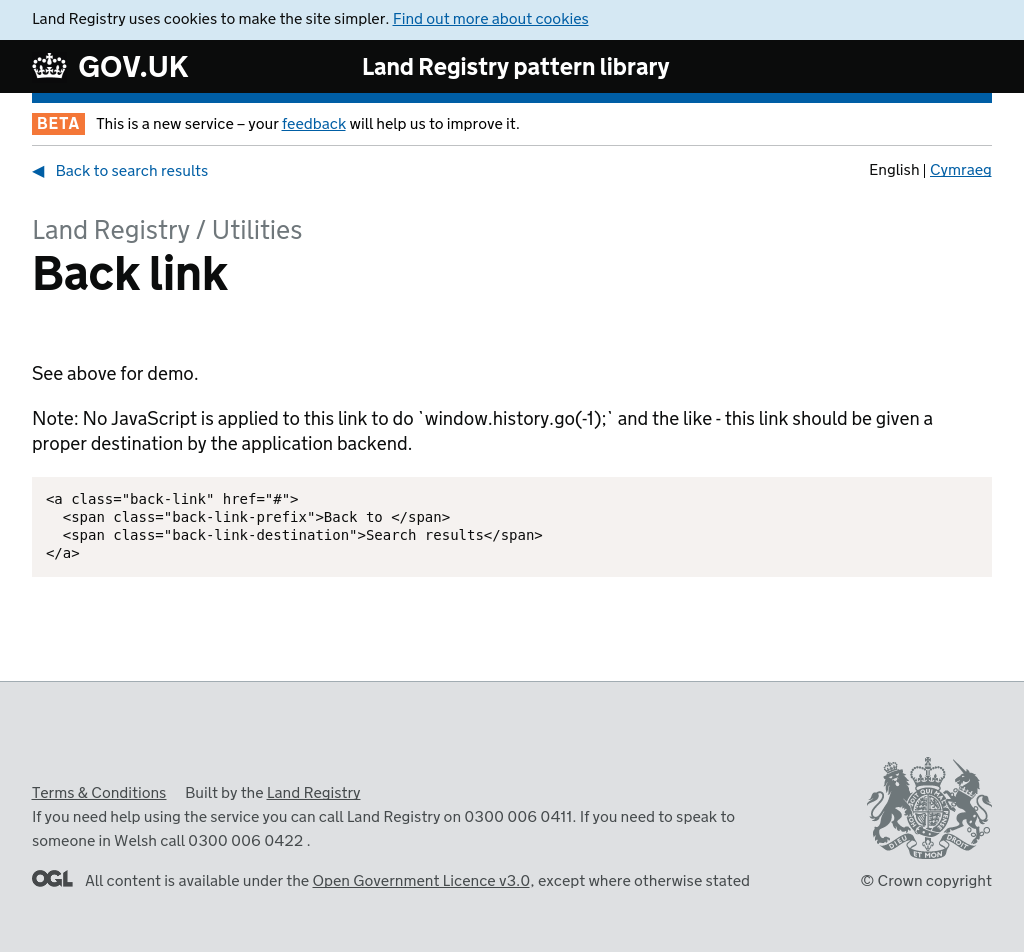 Land Registry uses cookies to make the site simpler. Find out more about cookies
GOV.UK
Land Registry pattern library
BETA This is a new service – your feedback will help us to improve it.
◀ Back to search results
English | Cymraeg
Land Registry / Utilities
Back link
See above for demo.
Note: No JavaScript is applied to this link to do `window.history.go(-1);` and the like - this link should be given a
proper destination by the application backend.
<a class="back-link" href="#">
  <span class="back-link-prefix">Back to </span>
  <span class="back-link-destination">Search results</span>
</a>
Terms & Conditions Built by the Land Registry
If you need help using the service you can call Land Registry on 0300 006 0411. If you need to speak to
someone in Welsh call 0300 006 0422 .
DIEU ET MON DROIT
OGL All content is available under the Open Government Licence v3.0, except where otherwise stated
© Crown copyright